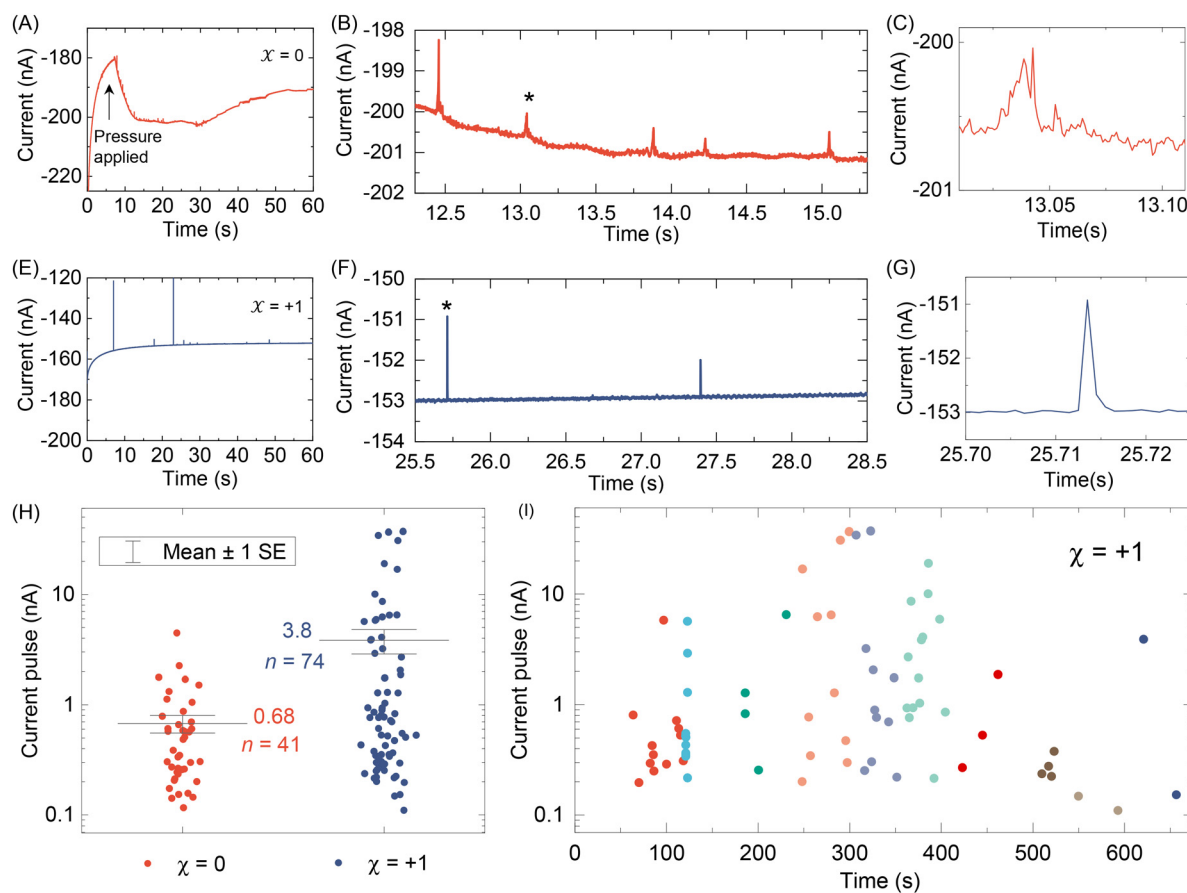 (A)
Current (nA)
-180
-200
-220
𝜒 = 0
Pressure
applied
0 10 20 30 40 50 60
Time (s)
(B)
Current (nA)
-198
-199
-200
-201
-202
*
12.5 13.0 13.5 14.0 14.5 15.0
Time (s)
(C)
Current (nA)
-200
-201
13.05 13.10
Time(s)
(E)
Current (nA)
-120
-140
-160
-180
-200
𝜒 = +1
0 10 20 30 40 50 60
Time (s)
(F)
Current (nA)
-150
-151
-152
-153
-154
*
25.5 26.0 26.5 27.0 27.5 28.0 28.5
Time (s)
(G)
Current (nA)
-151
-152
-153
25.70 25.71 25.72
Time(s)
(H)
Current pulse (nA)
10
1
0.1
Mean ± 1 SE
3.8
n = 74
0.68
n = 41
χ = 0 χ = +1
(I)
Current pulse (nA)
10
1
0.1
χ = +1
0 100 200 300 400 500 600
Time (s)